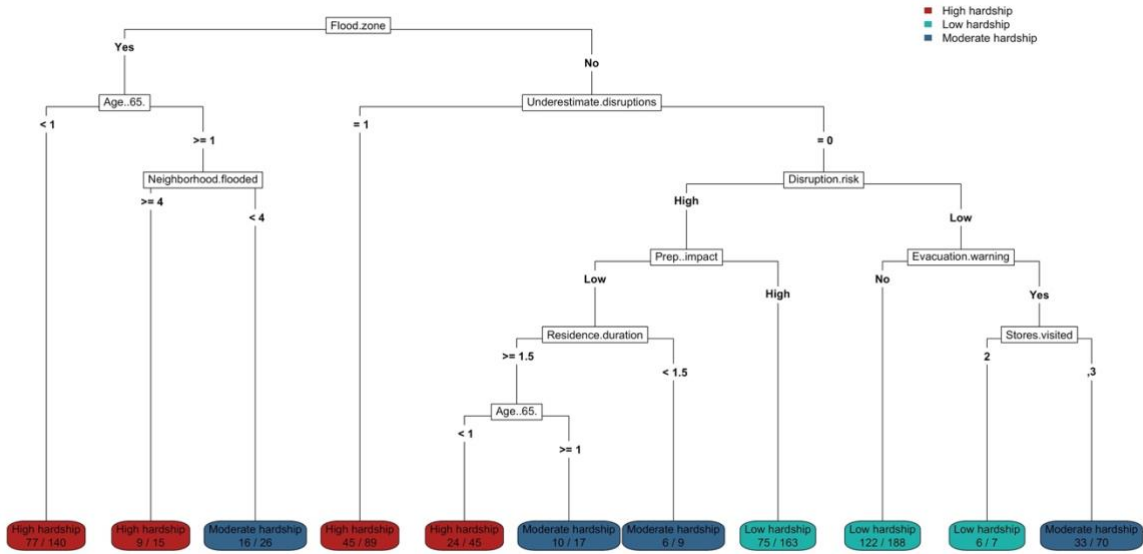 High hardship
Low hardship
Moderate hardship
Flood.zone
Yes
No
Age..65.
Underestimate.disruptions
< 1
>= 1
= 1
= 0
Neighborhood.flooded
Disruption.risk
>= 4
< 4
High
Low
Prep..impact
Evacuation.warning
Low
High
No
Yes
Residence.duration
Stores.visited
>= 1.5
< 1.5
2
,3
Age..65.
< 1
>= 1
High hardship
77 / 140
High hardship
9 / 15
Moderate hardship
16 / 26
High hardship
45 / 89
High hardship
24 / 45
Moderate hardship
10 / 17
Moderate hardship
6 / 9
Low hardship
75 / 163
Low hardship
122 / 188
Low hardship
6 / 7
Moderate hardship
33 / 70